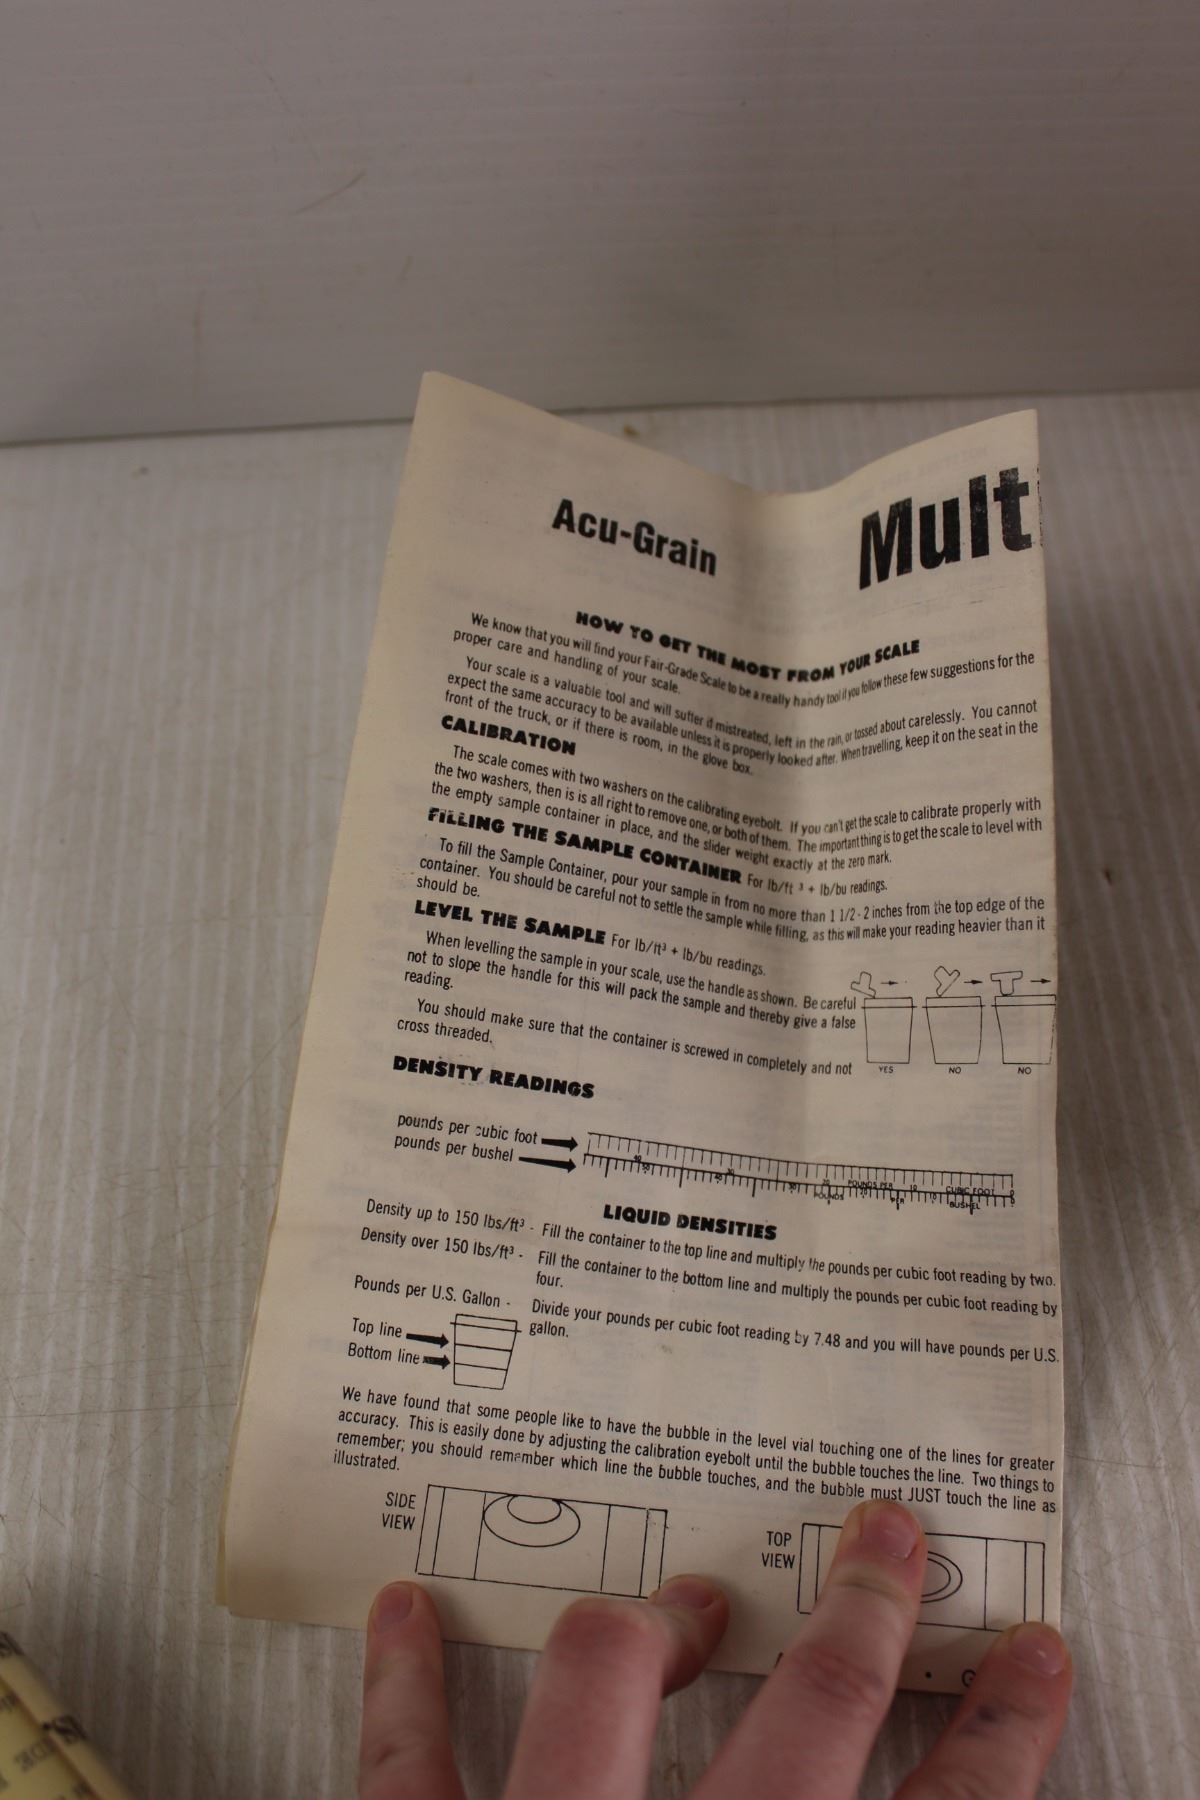 Acu-Grain
Mult
HOW TO GET THE MOST FROM YOUR SCALE
We know that you will find your Fair-Grade Scale to be a really handy tool if you follow these few suggestions for the
proper care and handling of your scale.
Your scale is a valuable tool and will suffer if mistreated, left in the rain, or tossed about carelessly. You cannot
expect the same accuracy to be available unless it is properly looked after. When travelling, keep it on the seat in the
front of the truck, or if there is room, in the glove box.
CALIBRATION
The scale comes with two washers on the calibrating eyebolt. If you can't get the scale to calibrate properly with
the two washers, then is is all right to remove one, or both of them. The important thing is to get the scale to level with
the empty sample container in place, and the slider weight exactly at the zero mark.
FILLING THE SAMPLE CONTAINER For lb/ft ³ + lb/bu readings.
To fill the Sample Container, pour your sample in from no more than 1 1/2 - 2 inches from the top edge of the
container. You should be careful not to settle the sample while filling, as this will make your reading heavier than it
should be.
LEVEL THE SAMPLE For lb/ft³ + lb/bu readings.
When levelling the sample in your scale, use the handle as shown. Be careful
not to slope the handle for this will pack the sample and thereby give a false
reading.
You should make sure that the container is screwed in completely and not
cross threaded.
YES NO NO
DENSITY READINGS
pounds per cubic foot
pounds per bushel
POUNDS PER CUBIC FOOT
POUNDS PER BUSHEL
LIQUID DENSITIES
Density up to 150 lbs/ft³ - Fill the container to the top line and multiply the pounds per cubic foot reading by two.
Density over 150 lbs/ft³ - Fill the container to the bottom line and multiply the pounds per cubic foot reading by
four.
Pounds per U.S. Gallon - Divide your pounds per cubic foot reading by 7.48 and you will have pounds per U.S.
gallon.
Top line
Bottom line
We have found that some people like to have the bubble in the level vial touching one of the lines for greater
accuracy. This is easily done by adjusting the calibration eyebolt until the bubble touches the line. Two things to
remember; you should remember which line the bubble touches, and the bubble must JUST touch the line as
illustrated.
SIDE
VIEW
TOP
VIEW